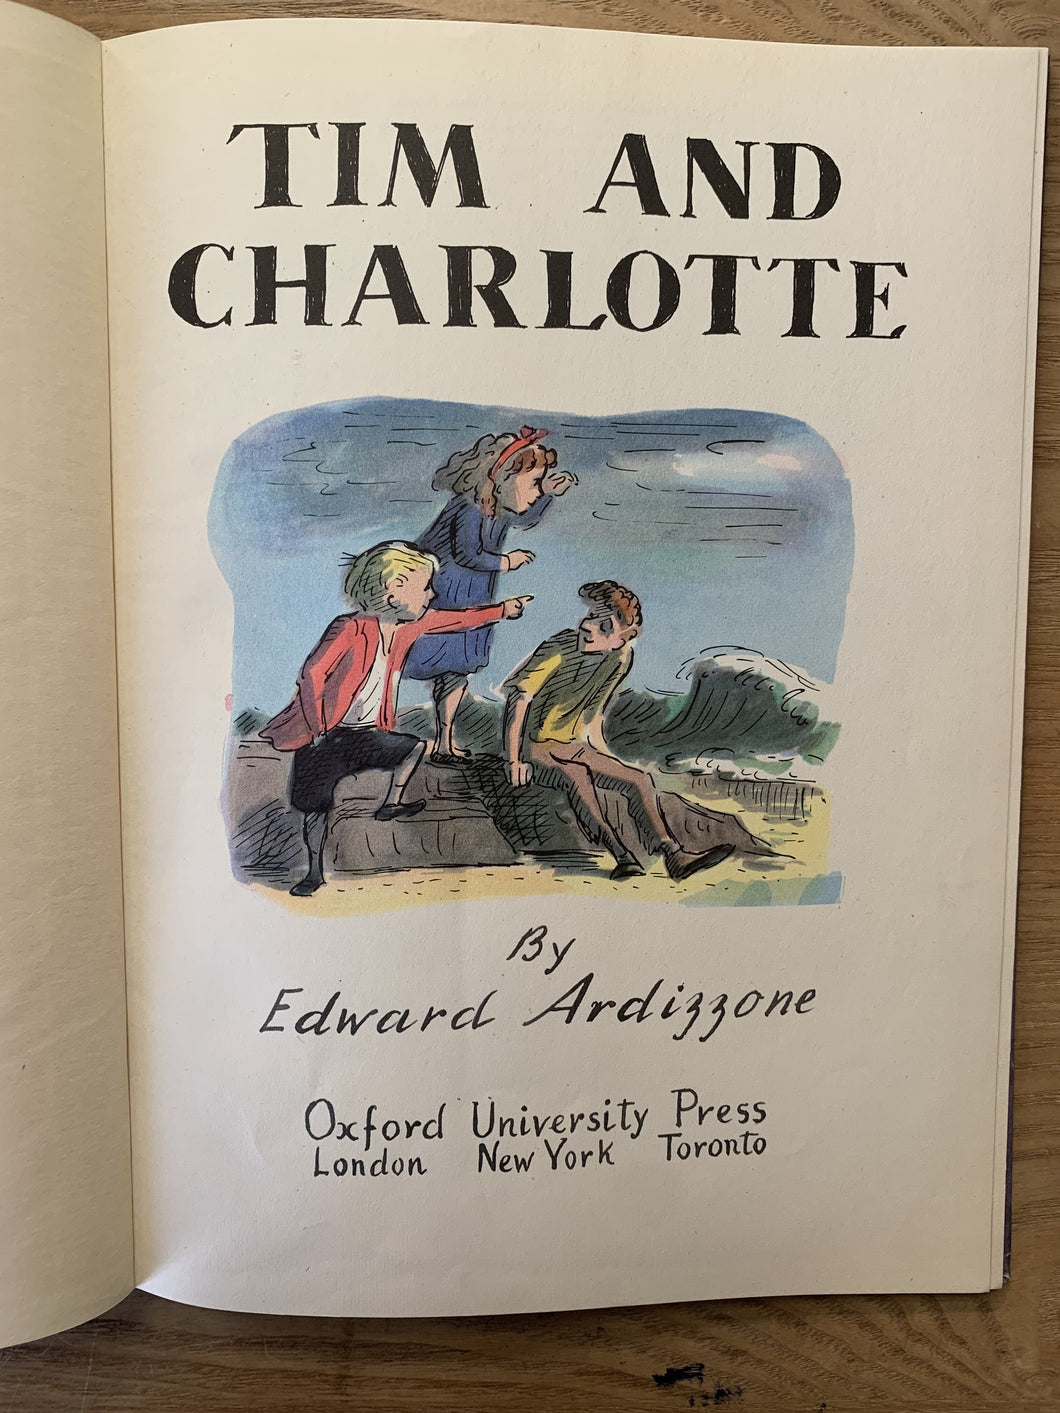 TIM AND
CHARLOTTE
By
Edward Ardizzone
Oxford University Press
London New York Toronto